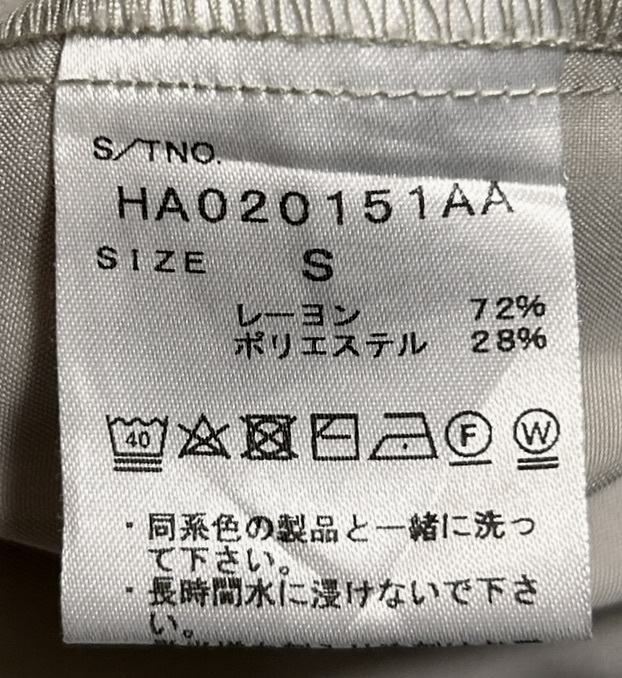 S/TNO.
HA020151AA
SIZE S
レーヨン 72%
ポリエステル 28%
40 F W
・同系色の製品と一緒に洗っ
て下さい。
・長時間水に浸けないで下さ
い。